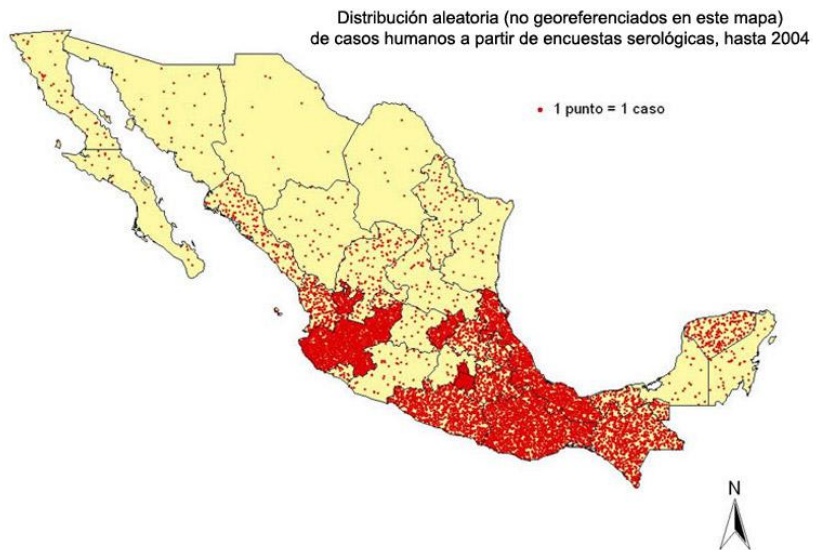 Distribución aleatoria (no georeferenciados en este mapa)
de casos humanos a partir de encuestas serológicas, hasta 2004
1 punto = 1 caso
N